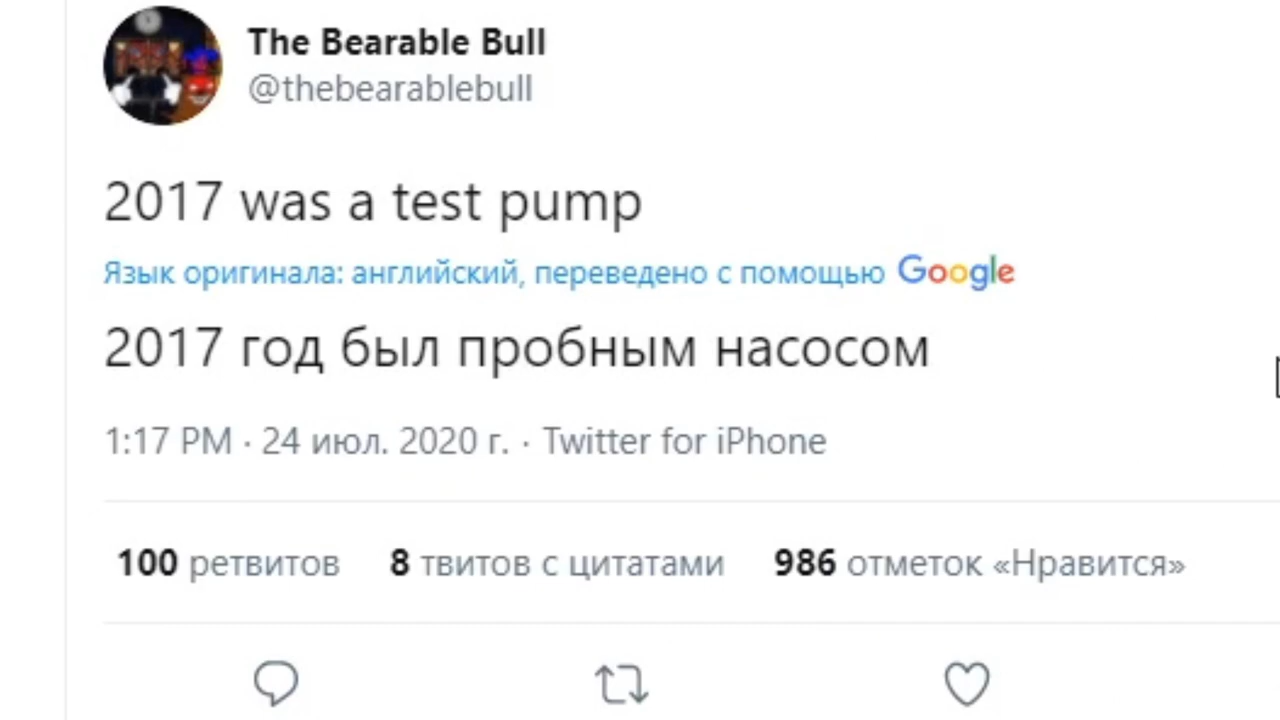 The Bearable Bull
@thebearablebull
2017 was a test pump
Язык оригинала: английский, переведено с помощью Google
2017 год был пробным насосом
1:17 PM · 24 июл. 2020 г. · Twitter for iPhone
100 ретвитов 8 твитов с цитатами 986 отметок «Нравится»